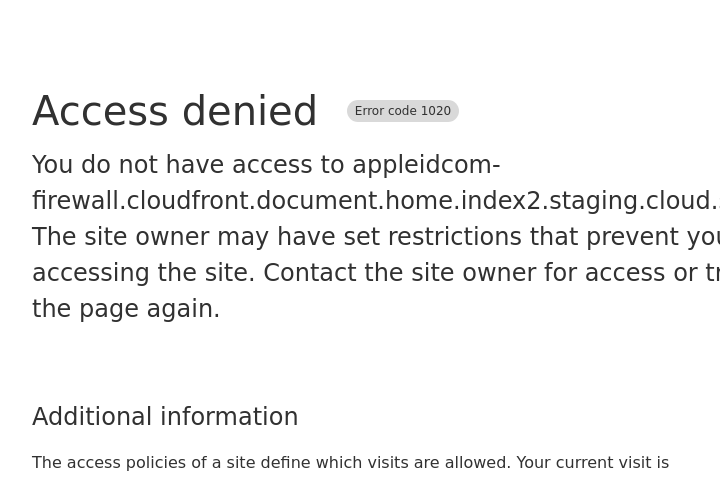 Access denied Error code 1020
You do not have access to appleidcom-
firewall.cloudfront.document.home.index2.staging.cloud.
The site owner may have set restrictions that prevent you
accessing the site. Contact the site owner for access or
the page again.
Additional information
The access policies of a site define which visits are allowed. Your current visit is